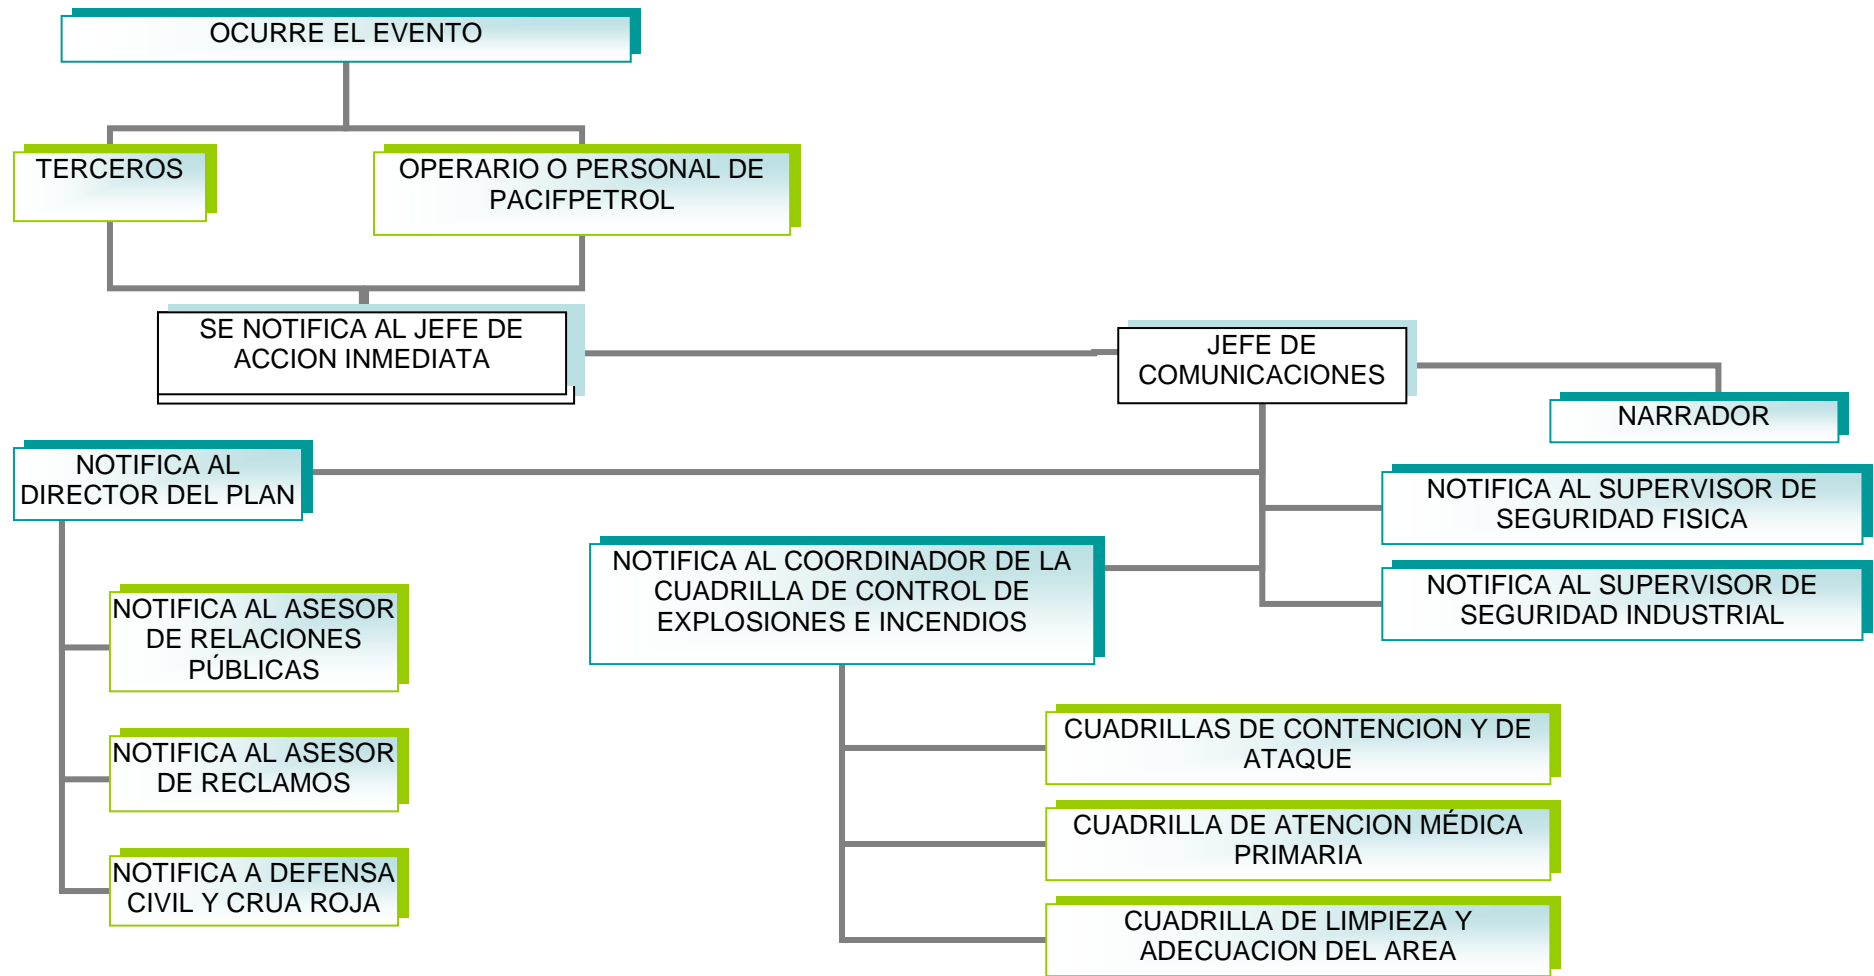 OCURRE EL EVENTO
TERCEROS
OPERARIO O PERSONAL DE
PACIFPETROL
SE NOTIFICA AL JEFE DE
ACCION INMEDIATA
JEFE DE
COMUNICACIONES
NARRADOR
NOTIFICA AL
DIRECTOR DEL PLAN
NOTIFICA AL SUPERVISOR DE
SEGURIDAD FISICA
NOTIFICA AL COORDINADOR DE LA
CUADRILLA DE CONTROL DE
EXPLOSIONES E INCENDIOS
NOTIFICA AL SUPERVISOR DE
SEGURIDAD INDUSTRIAL
NOTIFICA AL ASESOR
DE RELACIONES
PÚBLICAS
NOTIFICA AL ASESOR
DE RECLAMOS
NOTIFICA A DEFENSA
CIVIL Y CRUA ROJA
CUADRILLAS DE CONTENCION Y DE
ATAQUE
CUADRILLA DE ATENCION MÉDICA
PRIMARIA
CUADRILLA DE LIMPIEZA Y
ADECUACION DEL AREA